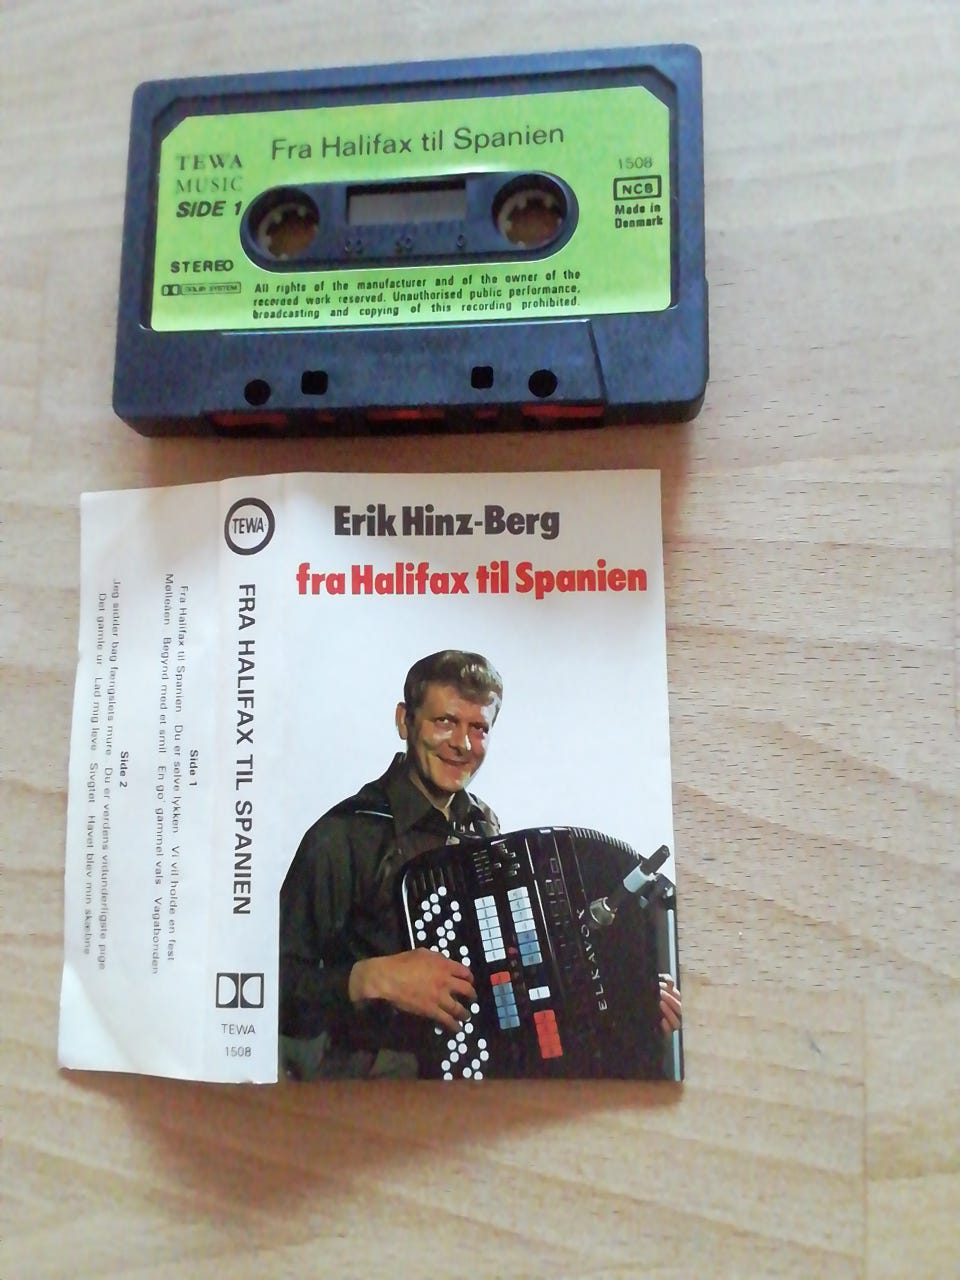 Fra Halifax til Spanien
TEWA
MUSIC
SIDE 1
1508
NCB
Made in
Denmark
STEREO
DOLBY SYSTEM
All rights of the manufacturer and of the owner of the
recorded work reserved. Unauthorised public performance,
broadcasting and copying of this recording prohibited.
60
50
0
TEWA
Erik Hinz-Berg
fra Halifax til Spanien
FRA HALIFAX TIL SPANIEN
TEWA
1508
Side 1
Fra Halifax til Spanien Du er selve lykken Vi vil holde en fest
Mølleåen Begynd med et smil En go' gammel vals Vagabonden
Side 2
Jeg sidder bag fængslets mure Du er verdens vidunderligste pige
Det gamle ur Lad mig leve Sivgtet Havet blev min skæbne
ELKAVOX